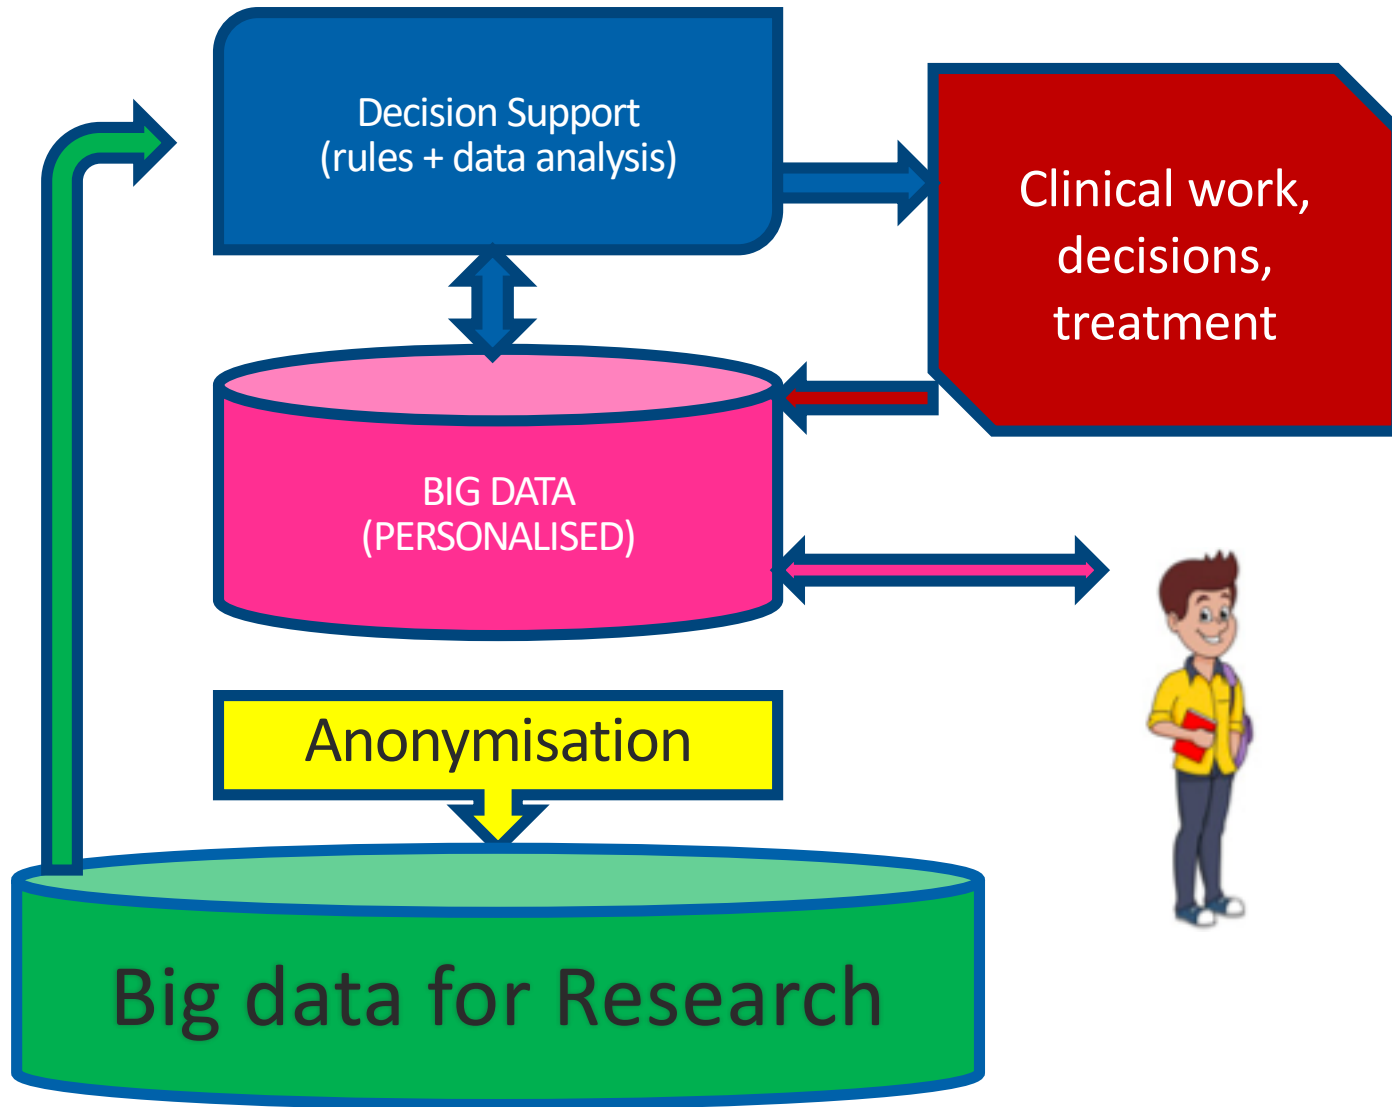 Decision Support
(rules + data analysis)
Clinical work,
decisions,
treatment
BIG DATA
(PERSONALISED)
Anonymisation
Big data for Research